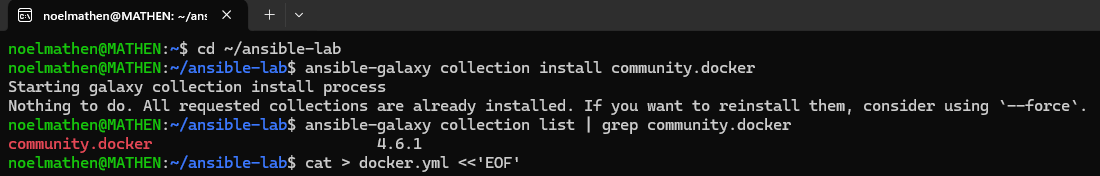 noelmathen@MATHEN: ~/ans
noelmathen@MATHEN:~$ cd ~/ansible-lab
noelmathen@MATHEN:~/ansible-lab$ ansible-galaxy collection install community.docker
Starting galaxy collection install process
Nothing to do. All requested collections are already installed. If you want to reinstall them, consider using `--force`.
noelmathen@MATHEN:~/ansible-lab$ ansible-galaxy collection list | grep community.docker
community.docker                         4.6.1
noelmathen@MATHEN:~/ansible-lab$ cat > docker.yml <<'EOF'